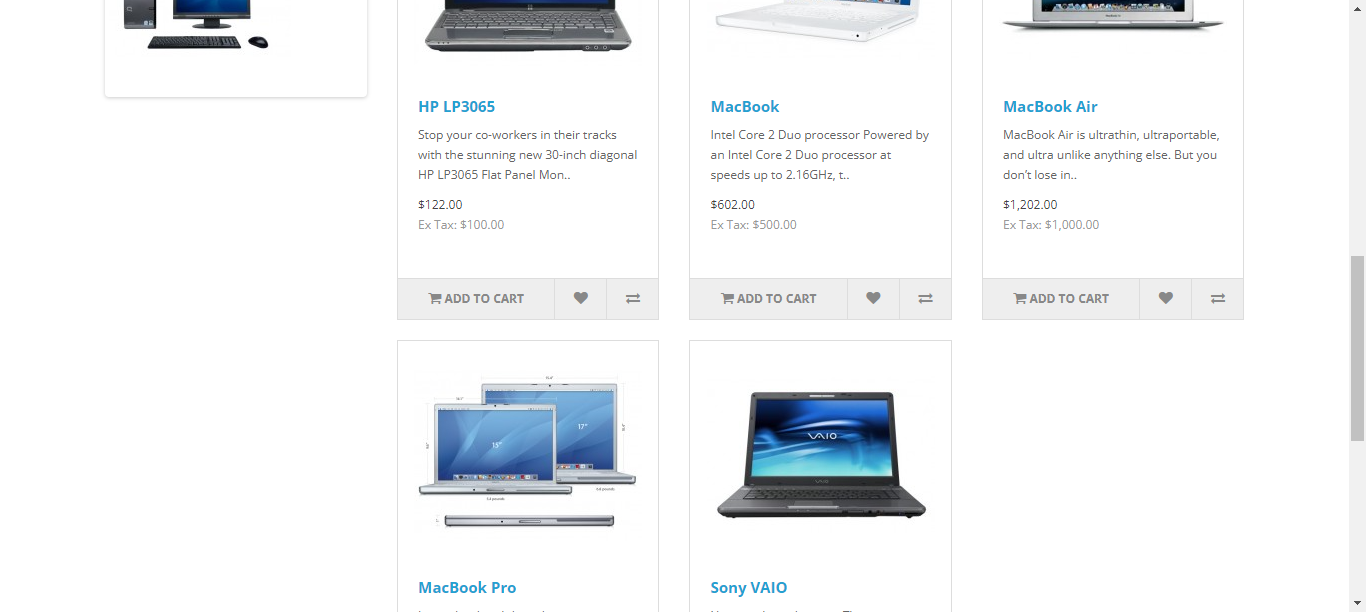 HP LP3065
Stop your co-workers in their tracks
with the stunning new 30-inch diagonal
HP LP3065 Flat Panel Mon..
$122.00
Ex Tax: $100.00
ADD TO CART
MacBook
Intel Core 2 Duo processor Powered by
an Intel Core 2 Duo processor at
speeds up to 2.16GHz, t..
$602.00
Ex Tax: $500.00
ADD TO CART
MacBook Air
MacBook Air is ultrathin, ultraportable,
and ultra unlike anything else. But you
don’t lose in..
$1,202.00
Ex Tax: $1,000.00
ADD TO CART
15"
17"
MacBook Pro
VAIO
VAIO
Sony VAIO